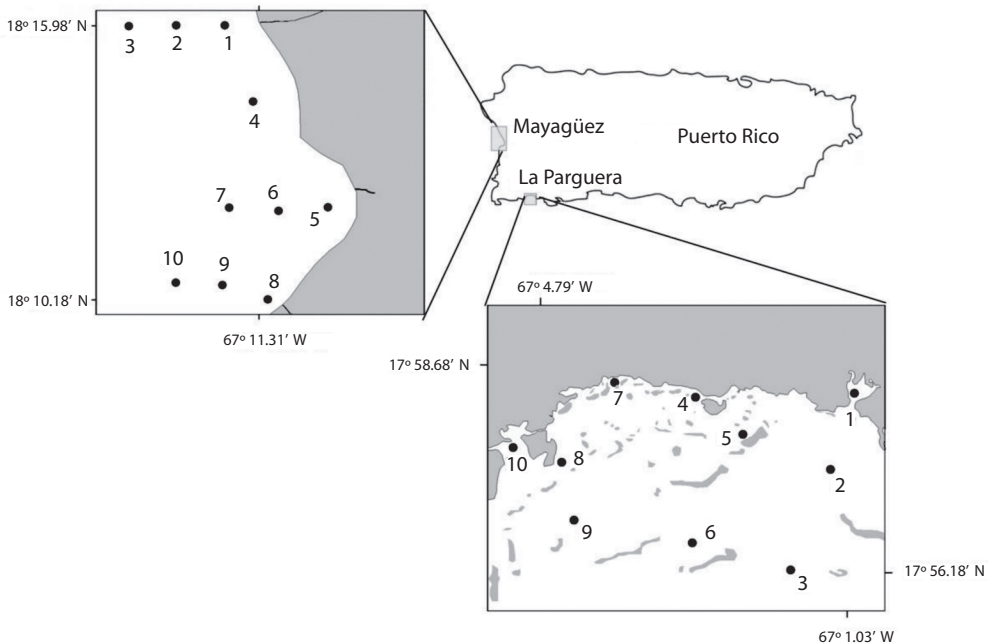 18º 15.98′ N
3
2
1
4
7
6
5
10
9
8
18º 10.18′ N
67º 11.31′ W
Mayagüez
Puerto Rico
La Parguera
67º 4.79′ W
17º 58.68′ N
7
4
1
5
10
8
2
9
6
3
17º 56.18′ N
67º 1.03′ W